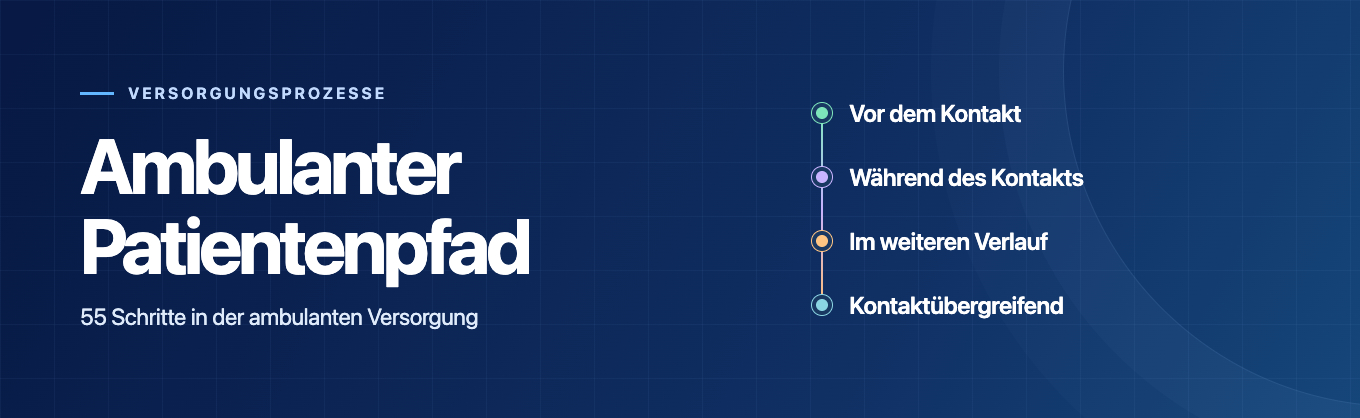 VERSORGUNGSPROZESSE
Ambulanter
Patientenpfad
55 Schritte in der ambulanten Versorgung
Vor dem Kontakt
Während des Kontakts
Im weiteren Verlauf
Kontaktübergreifend